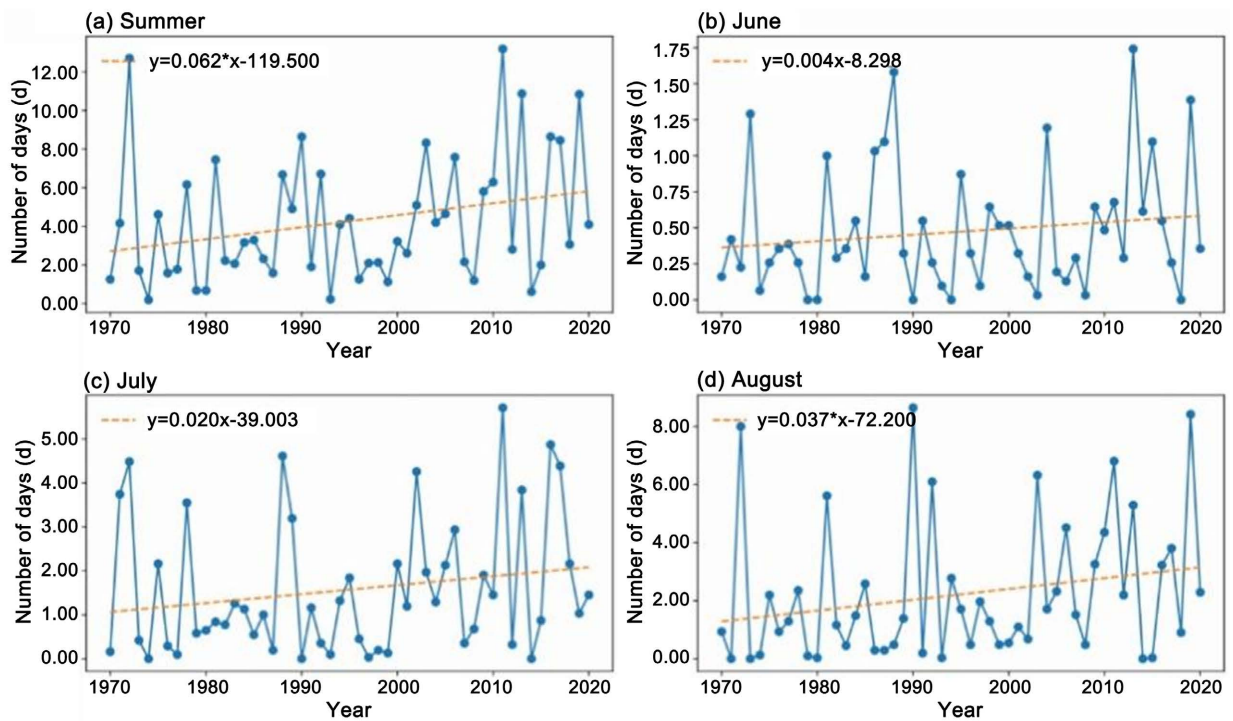 (a) Summer
y=0.062*x-119.500
Number of days (d)
12.00
10.00
8.00
6.00
4.00
2.00
0.00
1970 1980 1990 2000 2010 2020
Year
(b) June
y=0.004x-8.298
Number of days (d)
1.75
1.50
1.25
1.00
0.75
0.50
0.25
0.00
1970 1980 1990 2000 2010 2020
Year
(c) July
y=0.020x-39.003
Number of days (d)
5.00
4.00
3.00
2.00
1.00
0.00
1970 1980 1990 2000 2010 2020
Year
(d) August
y=0.037*x-72.200
Number of days (d)
8.00
6.00
4.00
2.00
0.00
1970 1980 1990 2000 2010 2020
Year